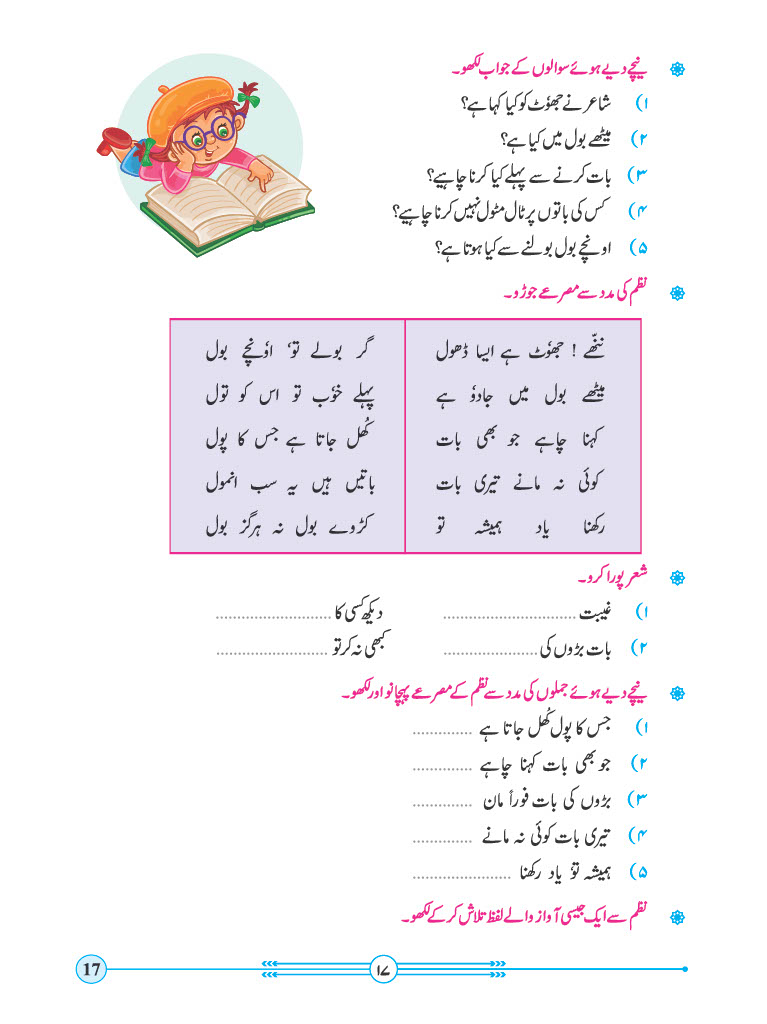 نیچے دیے ہوئے سوالوں کے جواب لکھو۔
۱) شاعر نے جھوٗٹ کو کیا کہا ہے؟
۲) میٹھے بول میں کیا ہے؟
۳) بات کرنے سے پہلے کیا کرنا چاہیے؟
۴) کس کی باتوں پر ٹال مٹول نہیں کرنا چاہیے؟
۵) اونچے بول بولنے سے کیا ہوتا ہے؟
نظم کی مدد سے مصرعے جوڑو۔
ننھّے ! جھوٗٹ ہے ایسا ڈھول گر بولے توٗ اوٗنچے بول
میٹھے بول میں جادوٗ ہے پہلے خوٗب تو اس کو تول
کہنا چاہے جو بھی بات کُھل جاتا ہے جس کا پول
کوئی نہ مانے تیری بات باتیں ہیں یہ سب انمول
رکھنا یاد ہمیشہ تو کڑوے بول نہ ہرگز بول
شعر پورا کرو۔
۱) غیبت .............................. دیکھ کسی کا ..........................
۲) بات بڑوں کی ..................... کبھی نہ کر تو .........................
نیچے دیے ہوئے جملوں کی مدد سے نظم کے مصرعے پہچانو اور لکھو۔
۱) جس کا پول کُھل جاتا ہے ..............
۲) جو بھی بات کہنا چاہے ..............
۳) بڑوں کی بات فوراً مان ..............
۴) تیری بات کوئی نہ مانے ..............
۵) ہمیشہ توٗ یاد رکھنا .......................
نظم سے ایک جیسی آواز والے لفظ تلاش کر کے لکھو۔
17 ۱۷